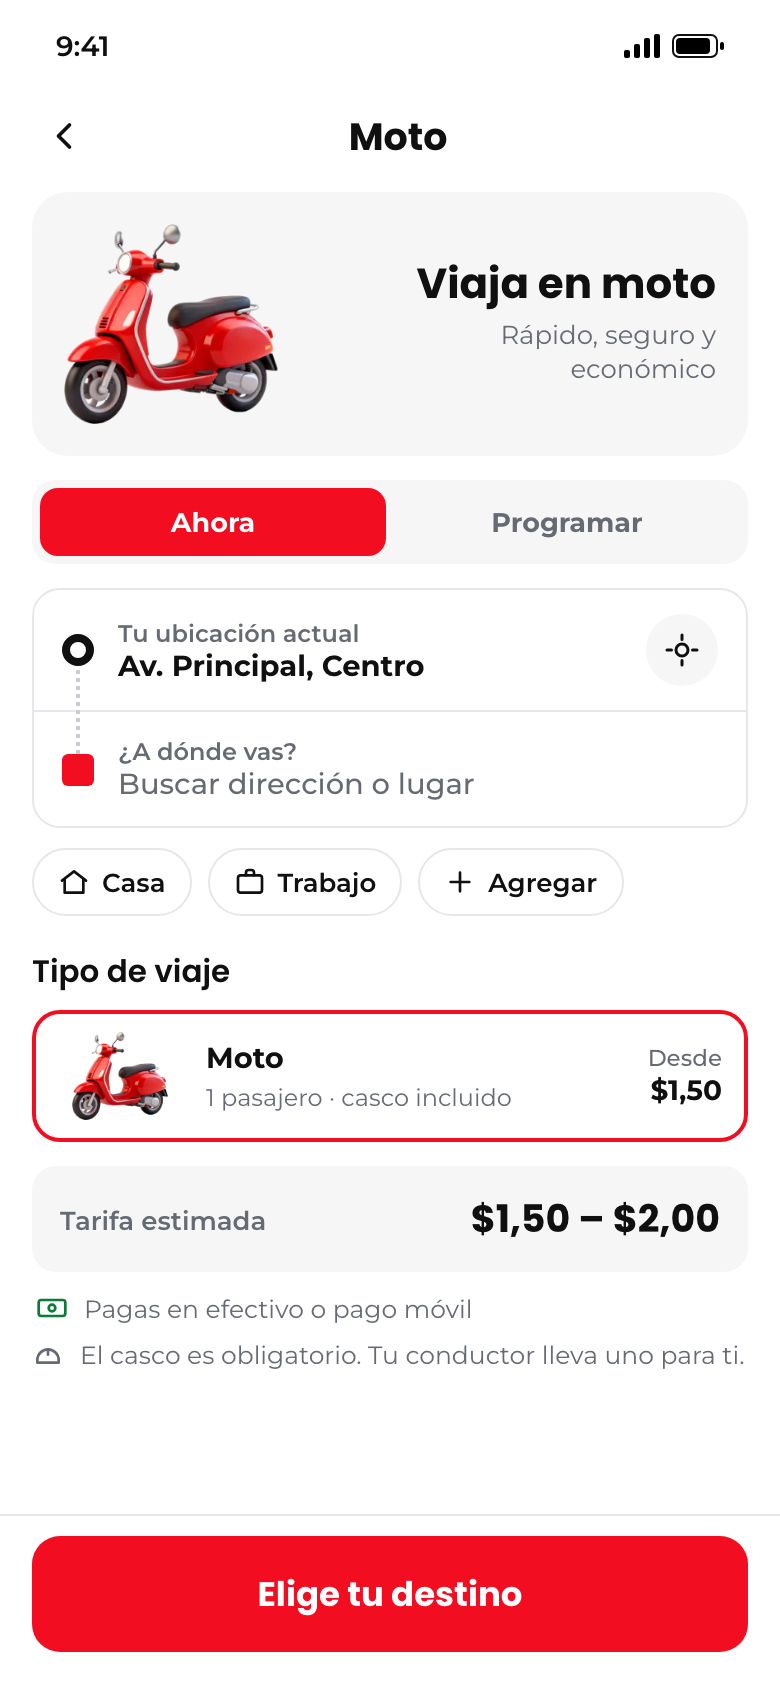 9:41
Moto
Viaja en moto
Rápido, seguro y
económico
Ahora
Programar
Tu ubicación actual
Av. Principal, Centro
¿A dónde vas?
Buscar dirección o lugar
Casa
Trabajo
Agregar
Tipo de viaje
Moto
Desde
1 pasajero · casco incluido
$1,50
Tarifa estimada
$1,50 – $2,00
Pagas en efectivo o pago móvil
El casco es obligatorio. Tu conductor lleva uno para ti.
Elige tu destino